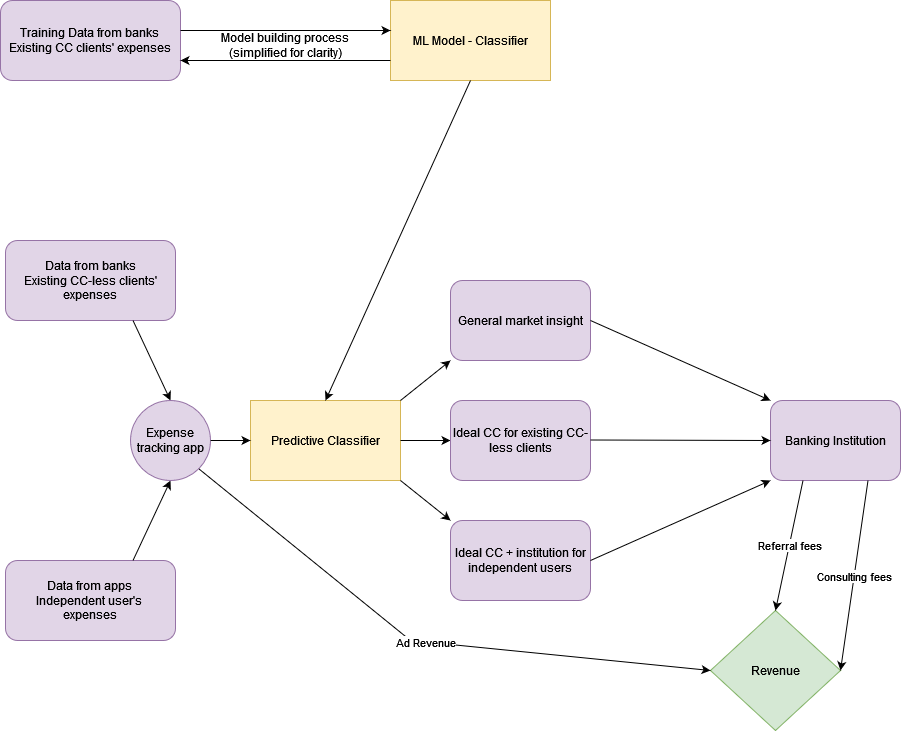 Training Data from banks
Existing CC clients' expenses
Model building process
(simplified for clarity)
ML Model - Classifier
Data from banks
Existing CC-less clients'
expenses
General market insight
Expense
tracking app
Predictive Classifier
Ideal CC for existing CC-
less clients
Banking Institution
Data from apps
Independent user's
expenses
Ideal CC + institution for
independent users
Referral fees
Consulting fees
Ad Revenue
Revenue